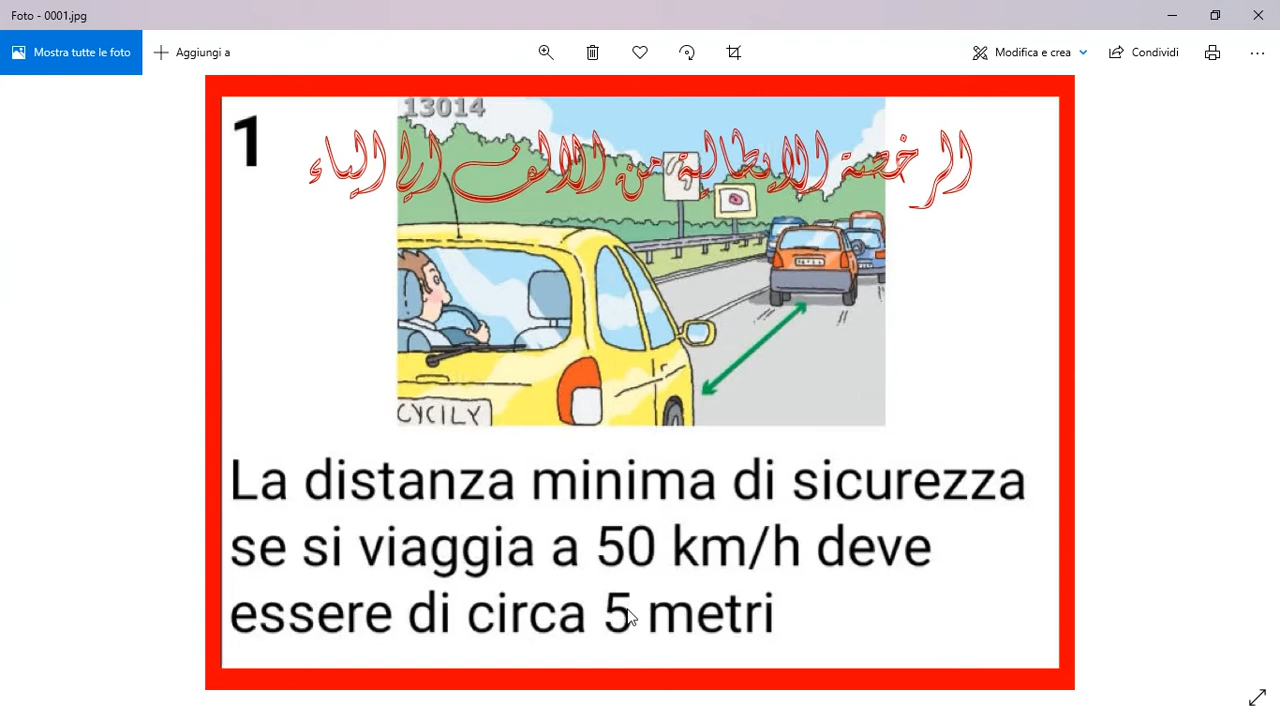 Foto - 0001.jpg
Mostra tutte le foto
Aggiungi a
Modifica e crea
Condividi
13014
1
الرخصة الايطالية من الالف الى الياء
CYCILY
La distanza minima di sicurezza
se si viaggia a 50 km/h deve
essere di circa 5 metri